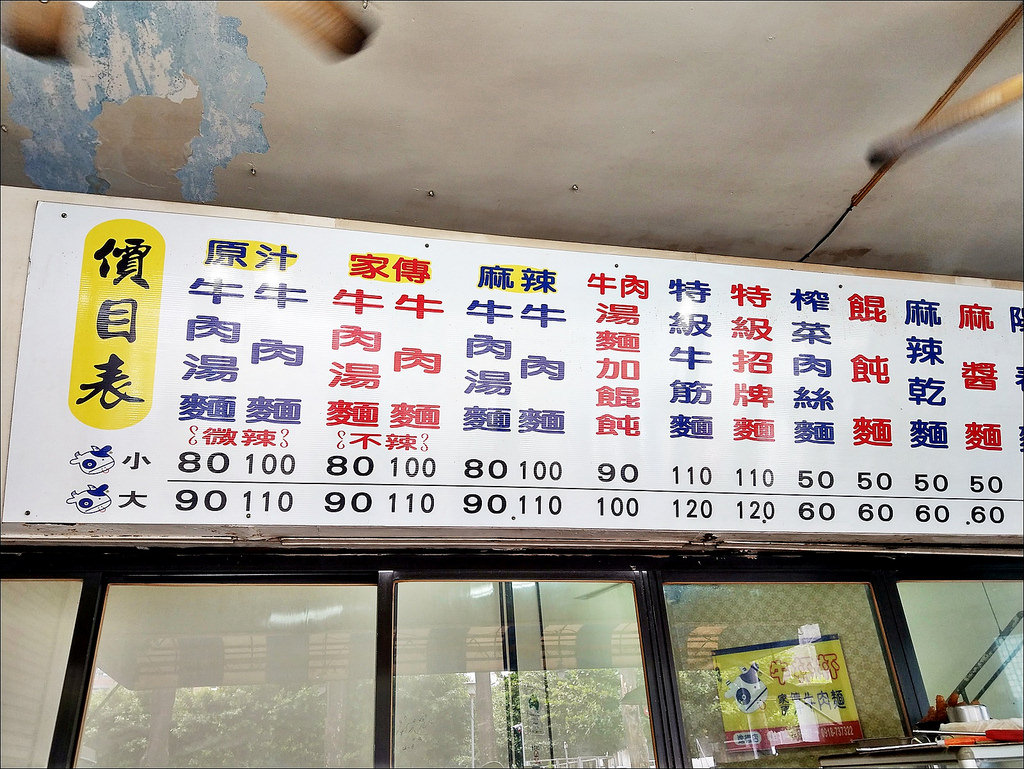 價目表
原汁
牛肉湯麵
牛肉麵
微辣
家傳
牛肉湯麵
牛肉麵
不辣
麻辣
牛肉湯麵
牛肉麵
牛肉湯麵加餛飩
特級牛筋麵
特級招牌麵
榨菜肉絲麵
餛飩麵
麻辣乾麵
麻醬麵
小 80 100 80 100 80 100 90 110 110 50 50 50 50
大 90 110 90 110 90 110 100 120 120 60 60 60 60
牛肉麵